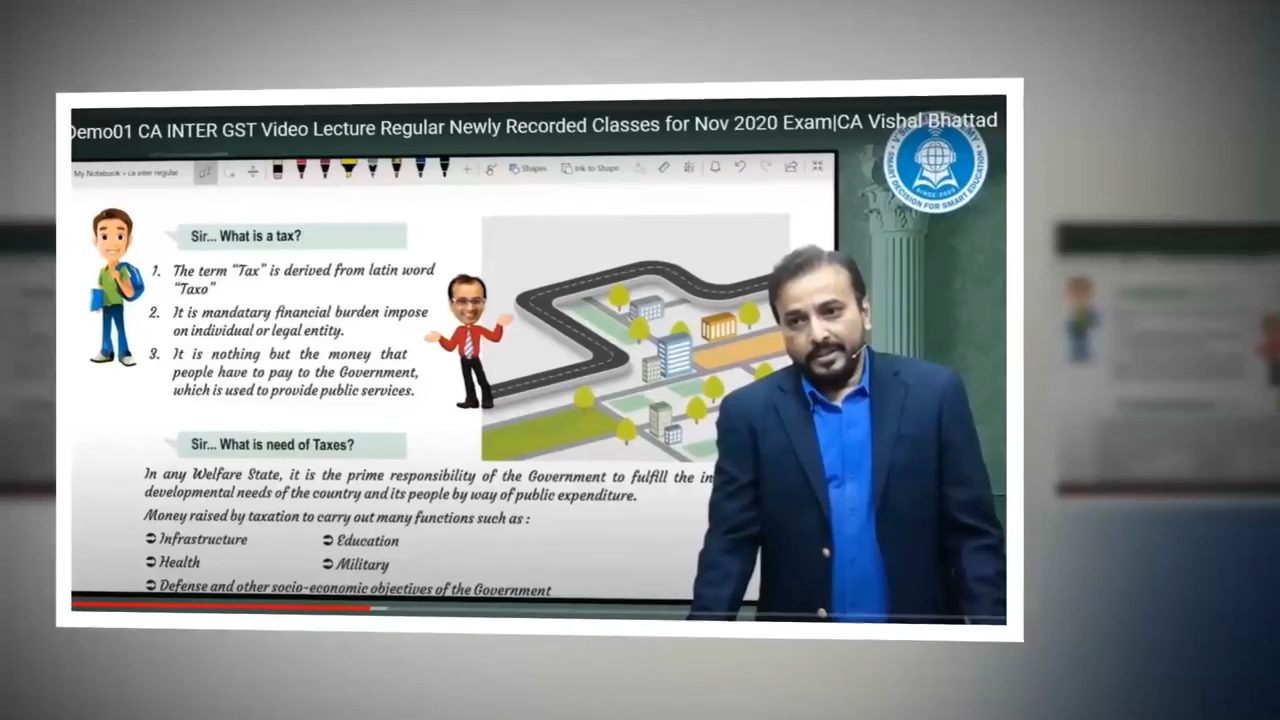 Demo01 CA INTER GST Video Lecture Regular Newly Recorded Classes for Nov 2020 Exam|CA Vishal Bhattad
My Notebook » ca inter regular
Shapes
Ink to Shape
SMART DECISION FOR SMART EDUCATION
Sir... What is a tax?
1. The term “Tax” is derived from latin word
“Taxo”
2. It is mandatary financial burden impose
on individual or legal entity.
3. It is nothing but the money that
people have to pay to the Government,
which is used to provide public services.
Sir... What is need of Taxes?
In any Welfare State, it is the prime responsibility of the Government to fulfill the in
developmental needs of the country and its people by way of public expenditure.
Money raised by taxation to carry out many functions such as :
Infrastructure
Education
Health
Military
Defense and other socio-economic objectives of the Government